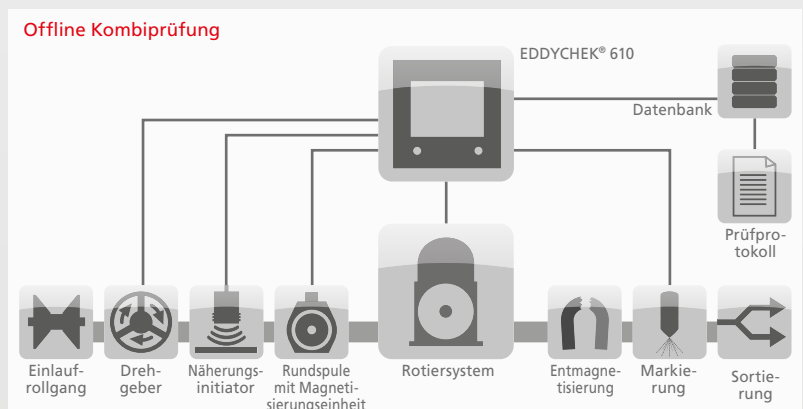 Offline Kombiprüfung
EDDYCHEK® 610
Datenbank
Prüfpro-
tokoll
Einlauf-
rollgang
Dreh-
geber
Näherungs-
initiator
Rundspule
mit Magneti-
sierungseinheit
Rotiersystem
Entmagne-
tisierung
Markie-
rung
Sortie-
rung